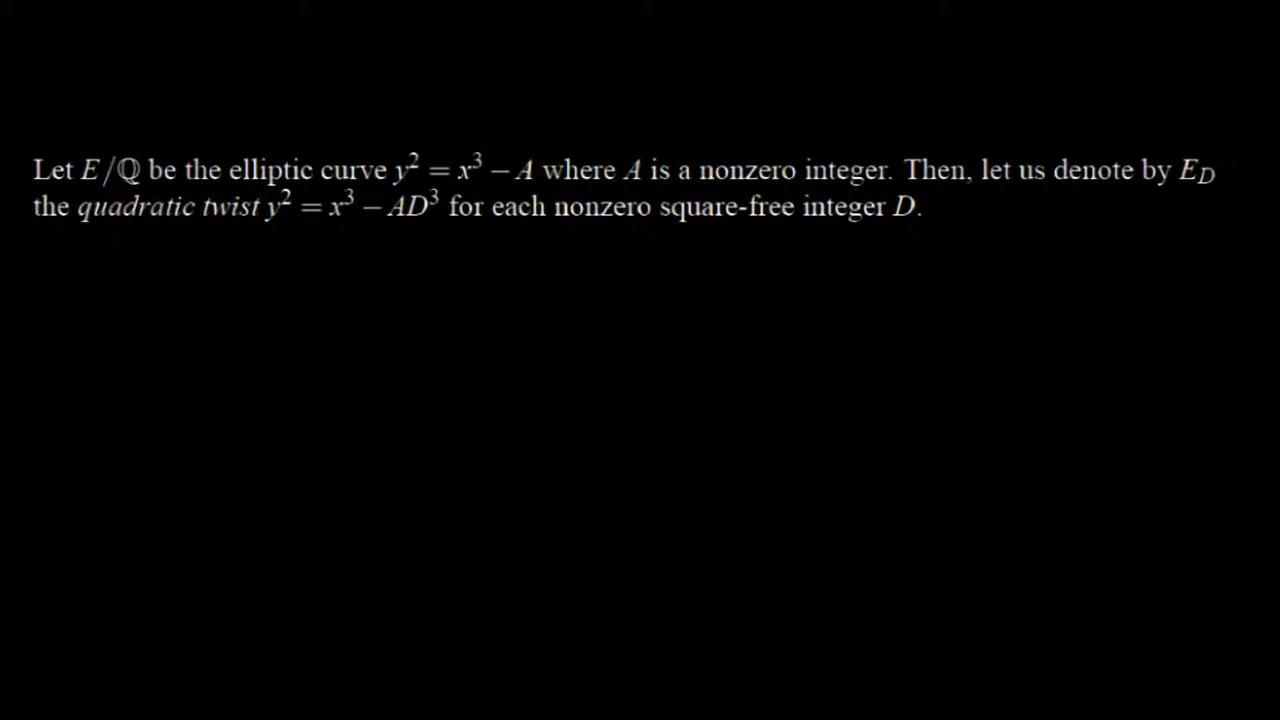 Let E/ℚ be the elliptic curve y² = x³ − A where A is a nonzero integer. Then, let us denote by E_D
the quadratic twist y² = x³ − AD³ for each nonzero square-free integer D.